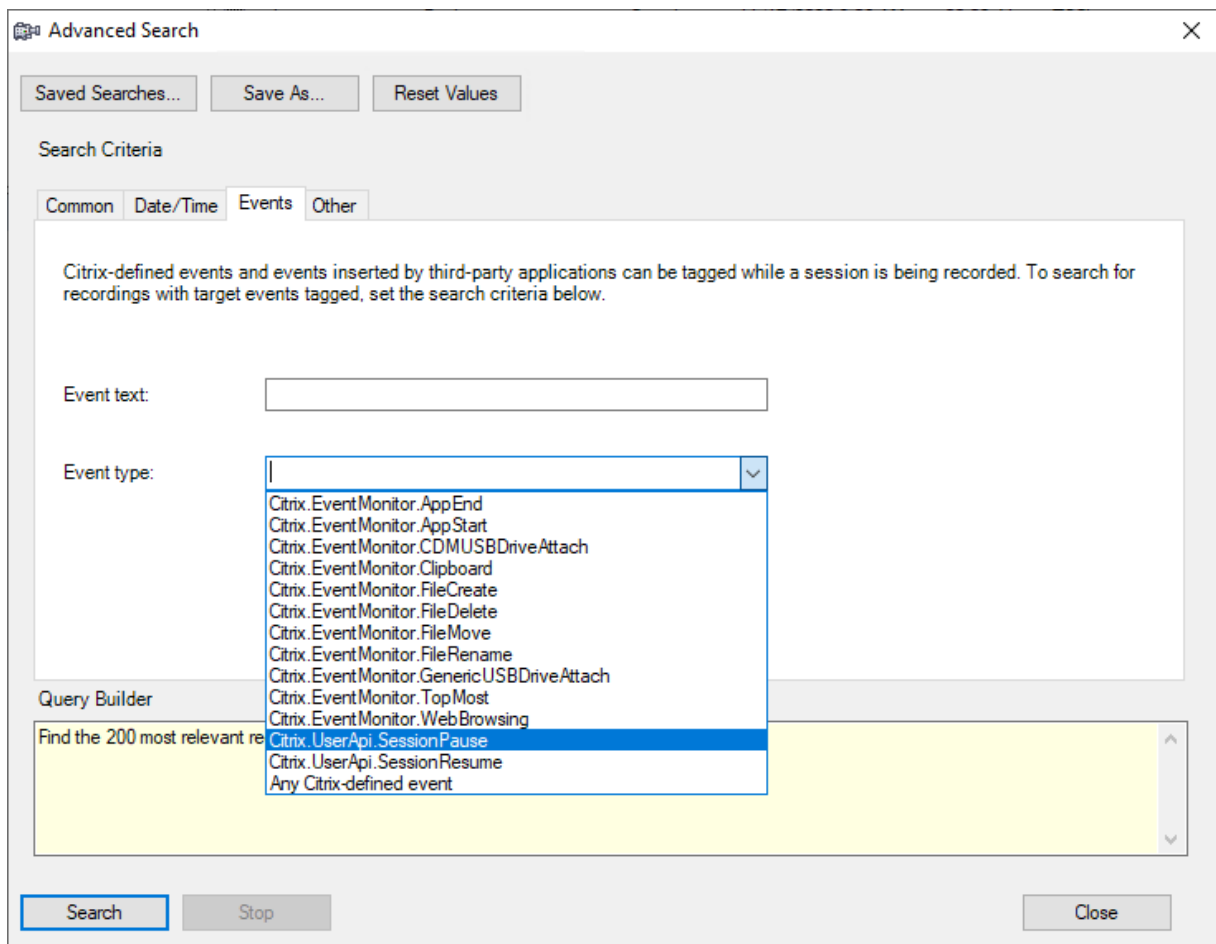 Advanced Search
Saved Searches... Save As... Reset Values
Search Criteria
Common Date/Time Events Other
Citrix-defined events and events inserted by third-party applications can be tagged while a session is being recorded. To search for
recordings with target events tagged, set the search criteria below.
Event text:
Event type:
Citrix.EventMonitor.AppEnd
Citrix.EventMonitor.AppStart
Citrix.EventMonitor.CDMUSBDriveAttach
Citrix.EventMonitor.Clipboard
Citrix.EventMonitor.FileCreate
Citrix.EventMonitor.FileDelete
Citrix.EventMonitor.FileMove
Citrix.EventMonitor.FileRename
Citrix.EventMonitor.GenericUSBDriveAttach
Citrix.EventMonitor.TopMost
Citrix.EventMonitor.WebBrowsing
Citrix.UserApi.SessionPause
Citrix.UserApi.SessionResume
Any Citrix-defined event
Query Builder
Find the 200 most relevant re
Search Stop Close